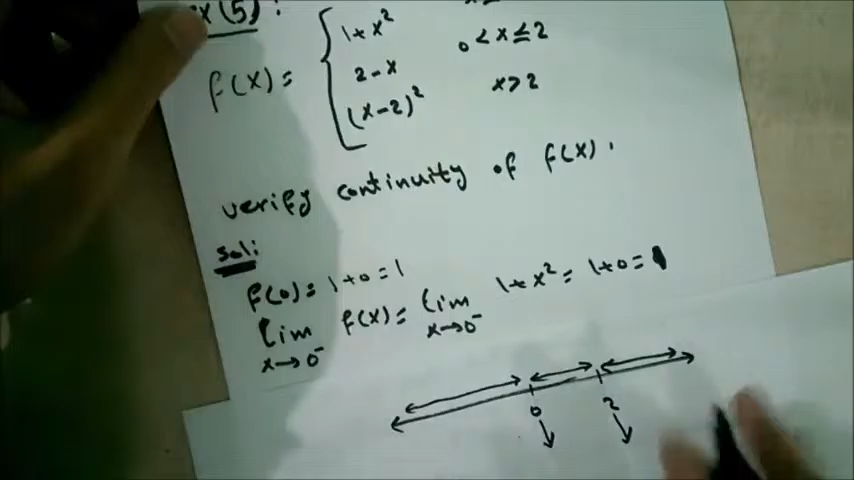 x(5):
f(x) = { 1+x²
2-x 0<x≤2
(x-2)² x>2
verify continuity of f(x).
sol:
f(0) = 1+0 = 1
lim x→0⁻ f(x) = lim x→0⁻ 1+x² = 1+0 = 1
0 2